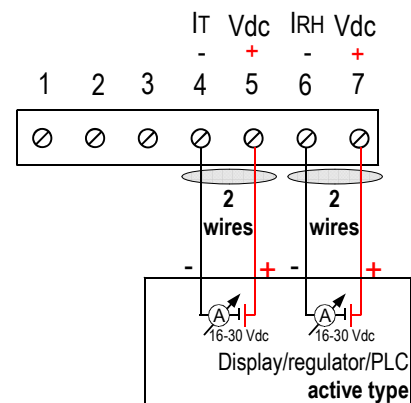 IT Vdc IRH Vdc
- + - +
1 2 3 4 5 6 7
2 2
wires wires
- + - +
A A
16-30 Vdc 16-30 Vdc
Display/regulator/PLC
active type